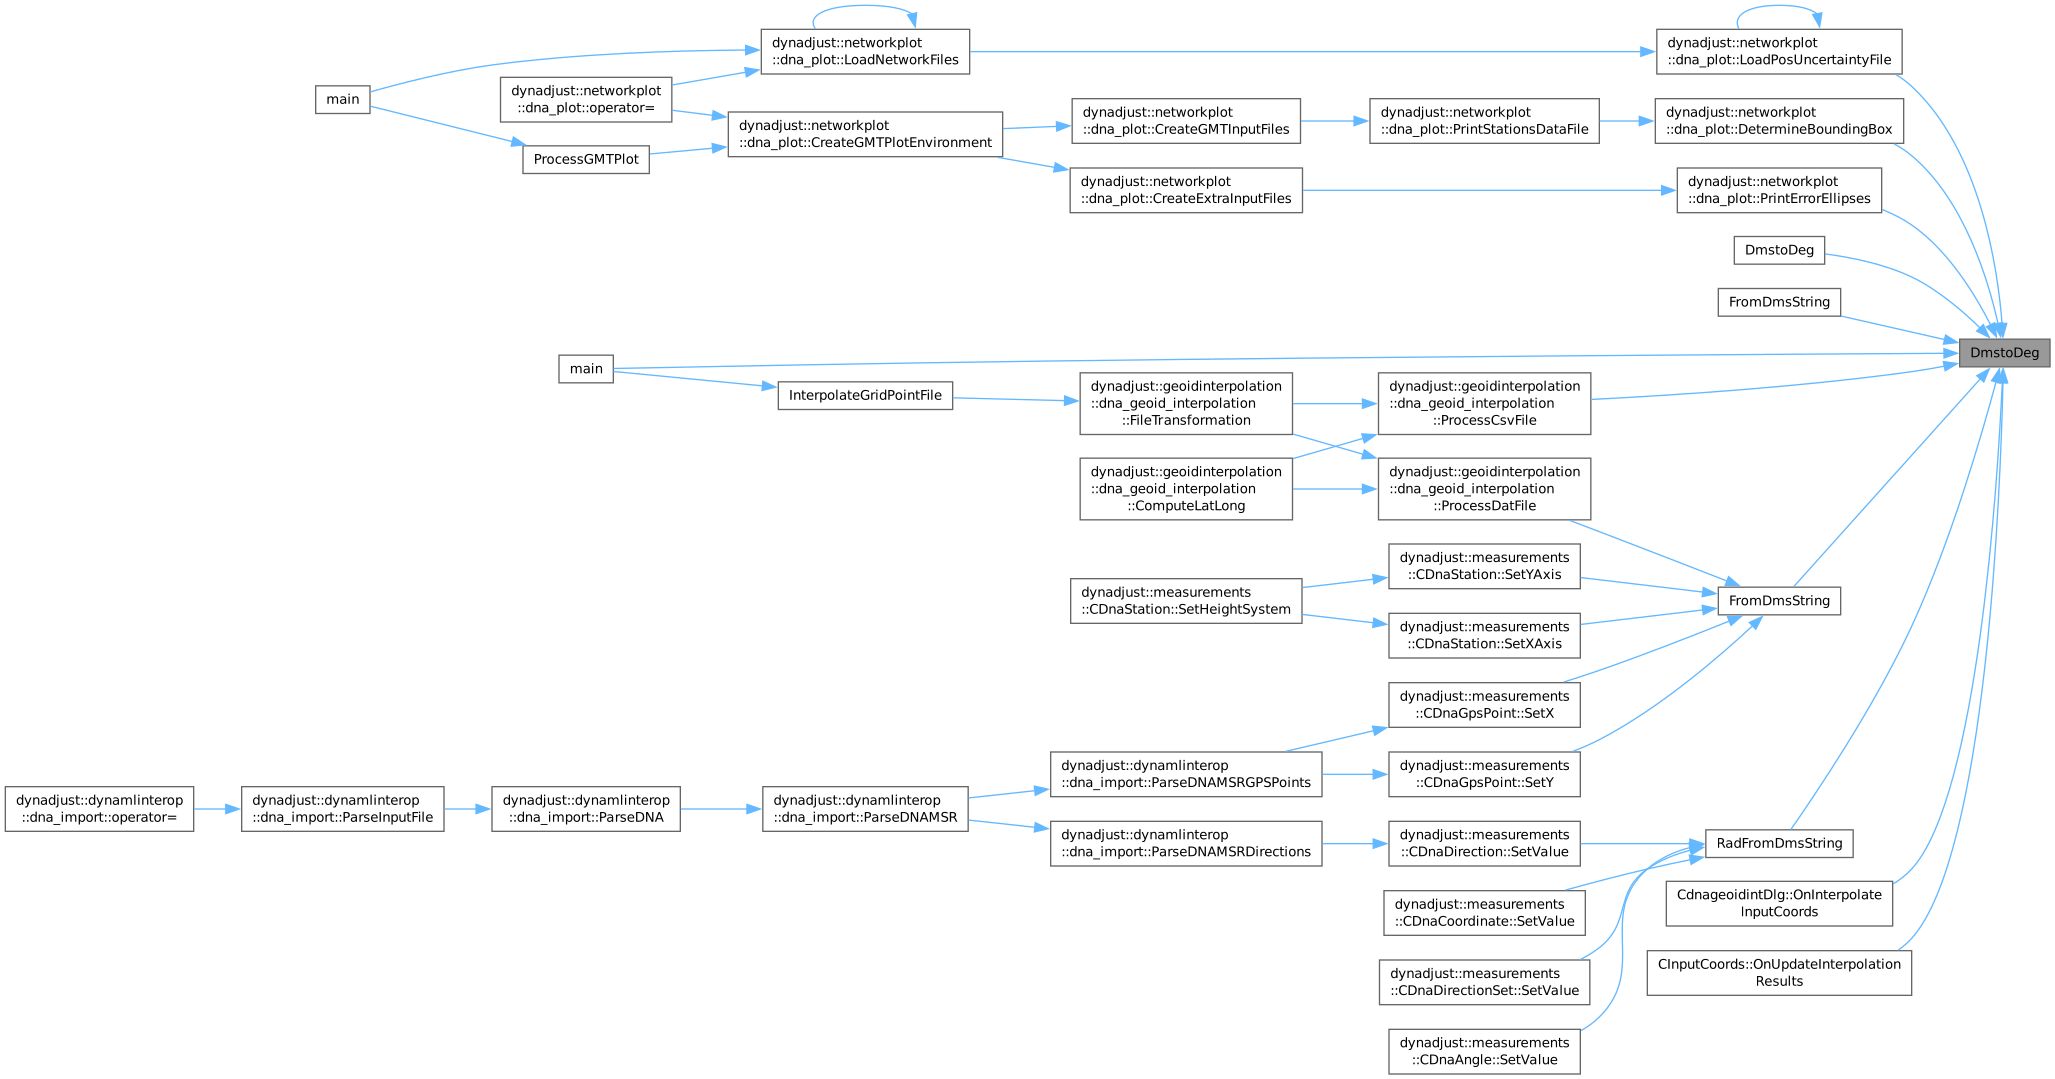 dynadjust::networkplot
::dna_plot::LoadNetworkFiles
dynadjust::networkplot
::dna_plot::LoadPosUncertaintyFile
main
dynadjust::networkplot
::dna_plot::operator=
dynadjust::networkplot
::dna_plot::CreateGMTPlotEnvironment
dynadjust::networkplot
::dna_plot::CreateGMTInputFiles
dynadjust::networkplot
::dna_plot::PrintStationsDataFile
dynadjust::networkplot
::dna_plot::DetermineBoundingBox
ProcessGMTPlot
dynadjust::networkplot
::dna_plot::CreateExtraInputFiles
dynadjust::networkplot
::dna_plot::PrintErrorEllipses
DmstoDeg
FromDmsString
DmstoDeg
main
InterpolateGridPointFile
dynadjust::geoidinterpolation
::dna_geoid_interpolation
::FileTransformation
dynadjust::geoidinterpolation
::dna_geoid_interpolation
::ProcessCsvFile
dynadjust::geoidinterpolation
::dna_geoid_interpolation
::ComputeLatLong
dynadjust::geoidinterpolation
::dna_geoid_interpolation
::ProcessDatFile
dynadjust::measurements
::CDnaStation::SetHeightSystem
dynadjust::measurements
::CDnaStation::SetYAxis
dynadjust::measurements
::CDnaStation::SetXAxis
FromDmsString
dynadjust::measurements
::CDnaGpsPoint::SetX
dynadjust::measurements
::CDnaGpsPoint::SetY
dynadjust::dynamlinterop
::dna_import::ParseDNAMSRGPSPoints
dynadjust::dynamlinterop
::dna_import::operator=
dynadjust::dynamlinterop
::dna_import::ParseInputFile
dynadjust::dynamlinterop
::dna_import::ParseDNA
dynadjust::dynamlinterop
::dna_import::ParseDNAMSR
dynadjust::dynamlinterop
::dna_import::ParseDNAMSRDirections
dynadjust::measurements
::CDnaDirection::SetValue
RadFromDmsString
dynadjust::measurements
::CDnaCoordinate::SetValue
CdnageoidintDlg::OnInterpolate
InputCoords
dynadjust::measurements
::CDnaDirectionSet::SetValue
CInputCoords::OnUpdateInterpolation
Results
dynadjust::measurements
::CDnaAngle::SetValue